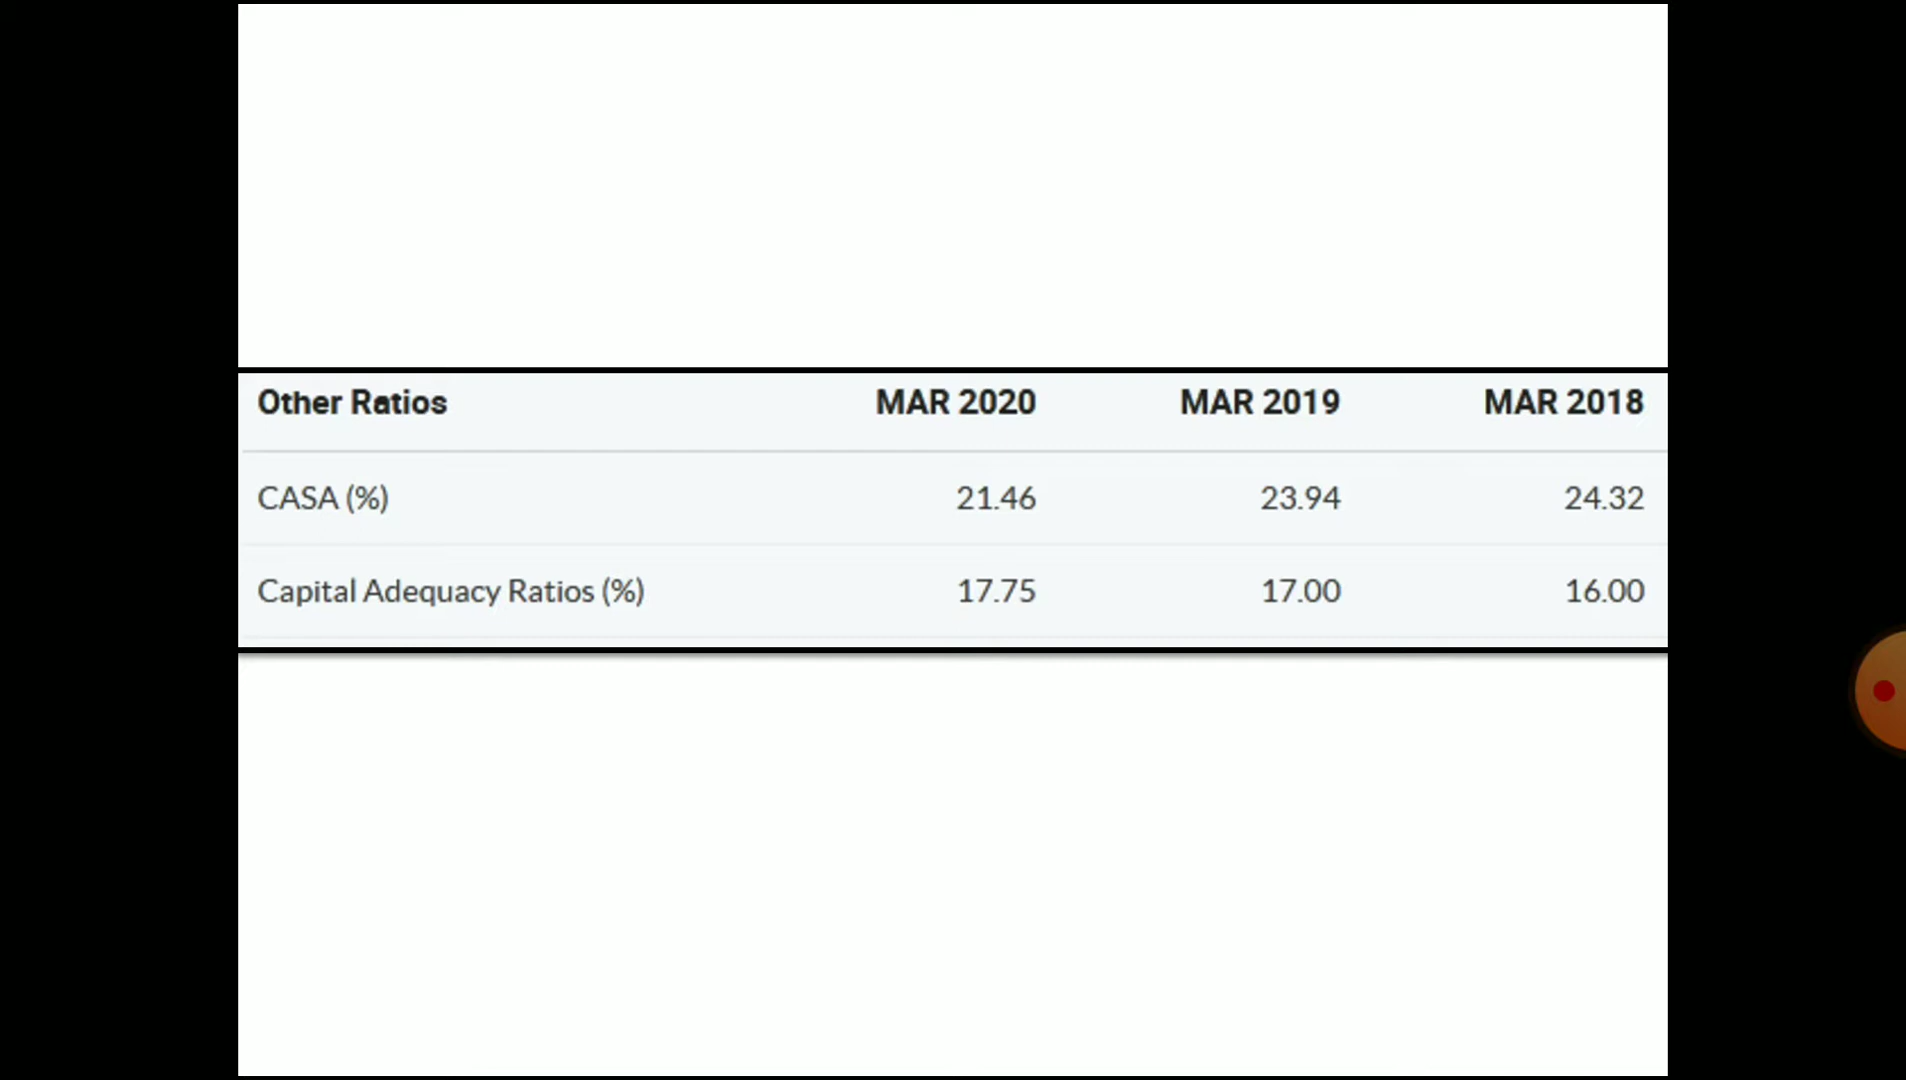 Other Ratios MAR 2020 MAR 2019 MAR 2018
CASA (%) 21.46 23.94 24.32
Capital Adequacy Ratios (%) 17.75 17.00 16.00